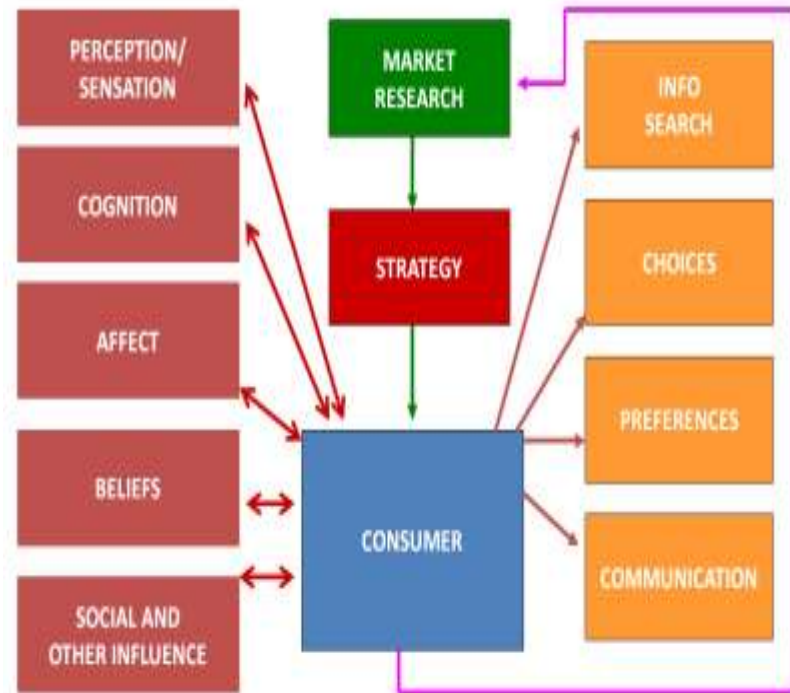 PERCEPTION/
SENSATION
COGNITION
AFFECT
BELIEFS
SOCIAL AND
OTHER INFLUENCE
MARKET
RESEARCH
STRATEGY
CONSUMER
INFO
SEARCH
CHOICES
PREFERENCES
COMMUNICATION